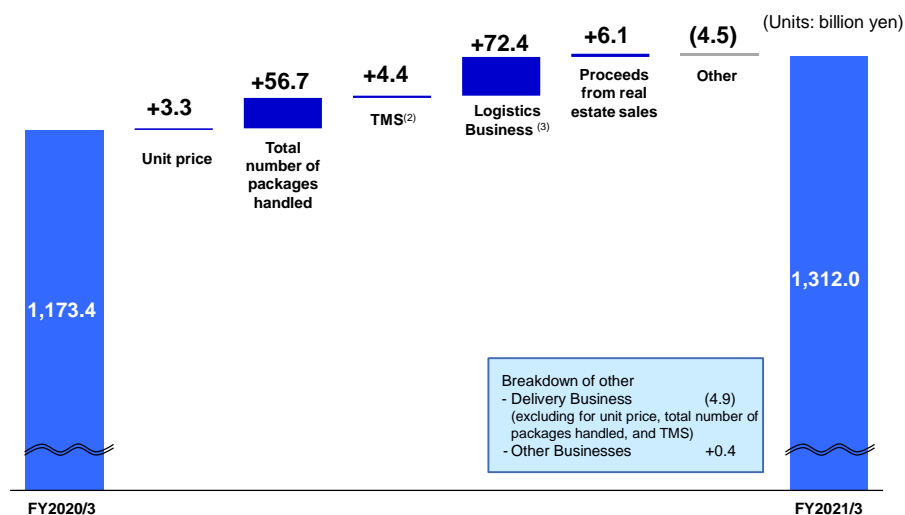 (Units: billion yen)
+3.3
Unit price
+56.7
Total
number of
packages
handled
+4.4
TMS(2)
+72.4
Logistics
Business (3)
+6.1
Proceeds
from real
estate sales
(4.5)
Other
1,173.4
1,312.0
Breakdown of other
- Delivery Business (4.9)
(excluding for unit price, total number of
packages handled, and TMS)
- Other Businesses +0.4
FY2020/3
FY2021/3